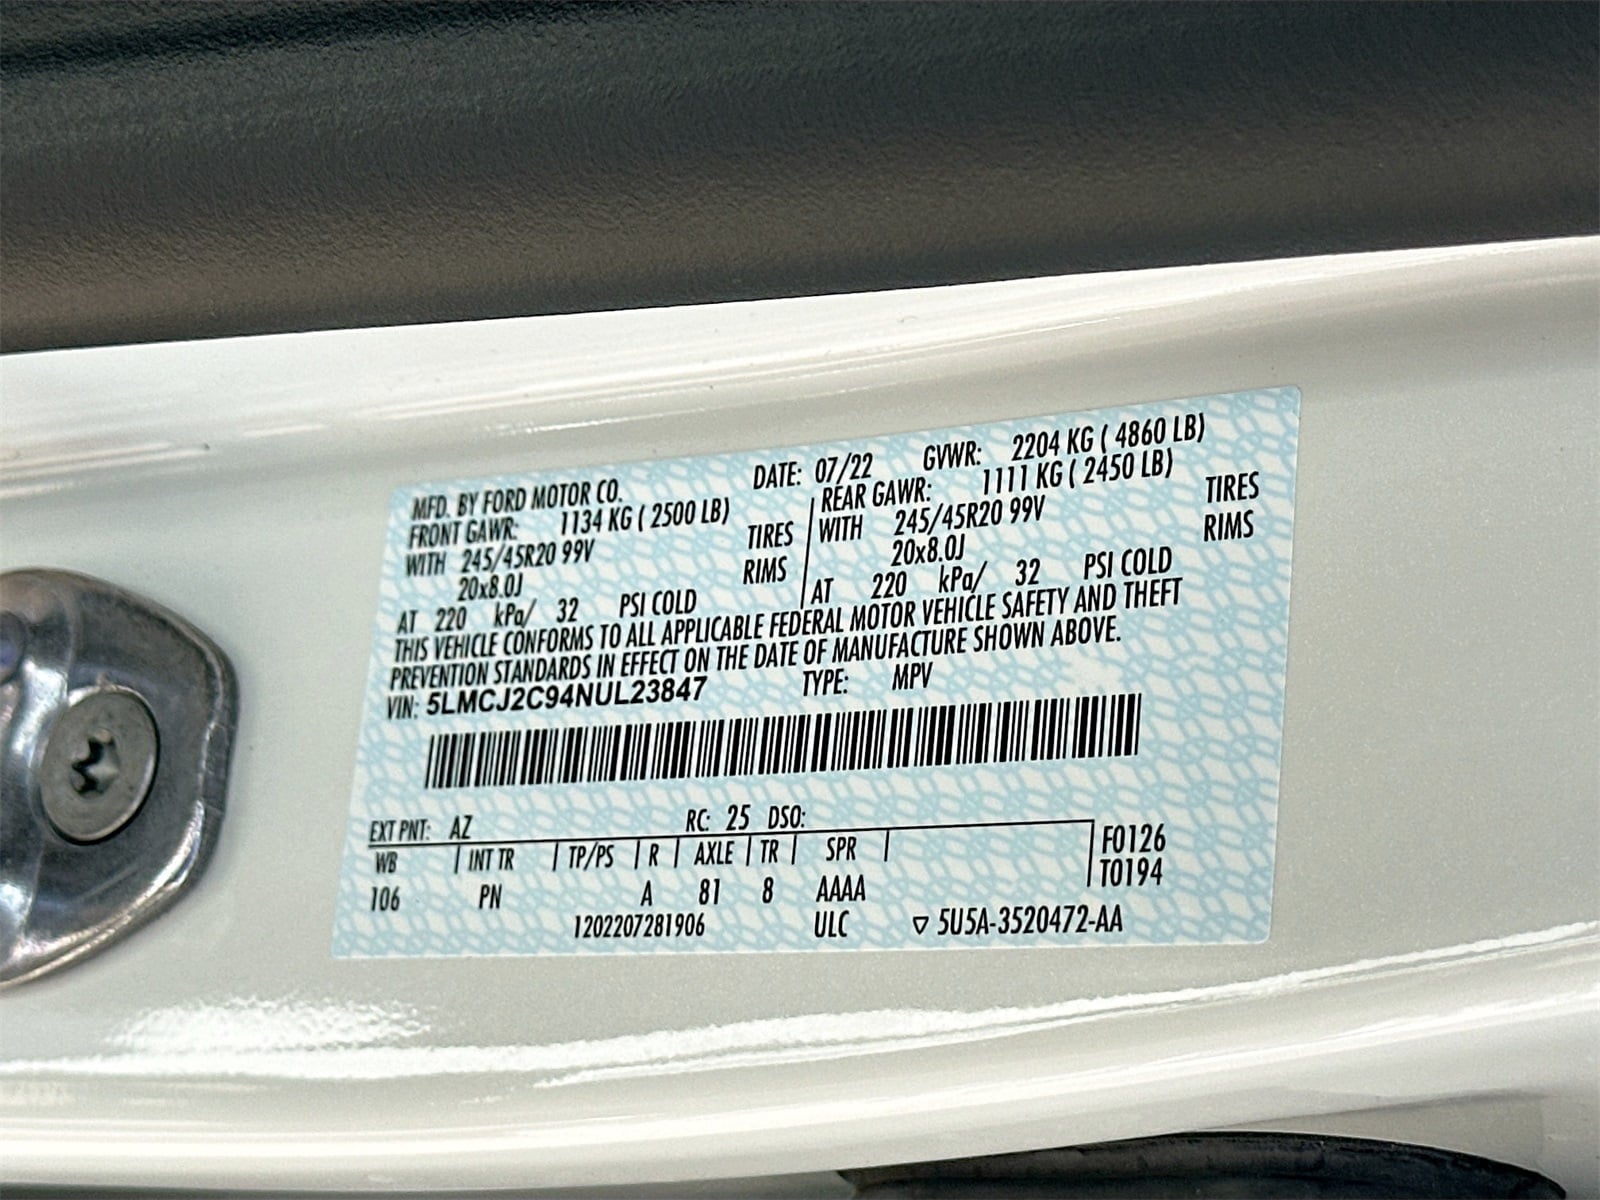 MFD. BY FORD MOTOR CO. DATE: 07/22 GVWR: 2204 KG ( 4860 LB)
FRONT GAWR: 1134 KG ( 2500 LB) REAR GAWR: 1111 KG ( 2450 LB)
WITH 245/45R20 99V TIRES WITH 245/45R20 99V TIRES
20x8.0J RIMS 20x8.0J RIMS
AT 220 kPa/ 32 PSI COLD AT 220 kPa/ 32 PSI COLD
THIS VEHICLE CONFORMS TO ALL APPLICABLE FEDERAL MOTOR VEHICLE SAFETY AND THEFT
PREVENTION STANDARDS IN EFFECT ON THE DATE OF MANUFACTURE SHOWN ABOVE.
VIN: 5LMCJ2C94NUL23847 TYPE: MPV
EXT PNT: AZ RC: 25 DSO:
WB INT TR TP/PS R AXLE TR SPR F0126
106 PN A 81 8 AAAA T0194
1202207281906 ULC ▽ 5U5A-3520472-AA